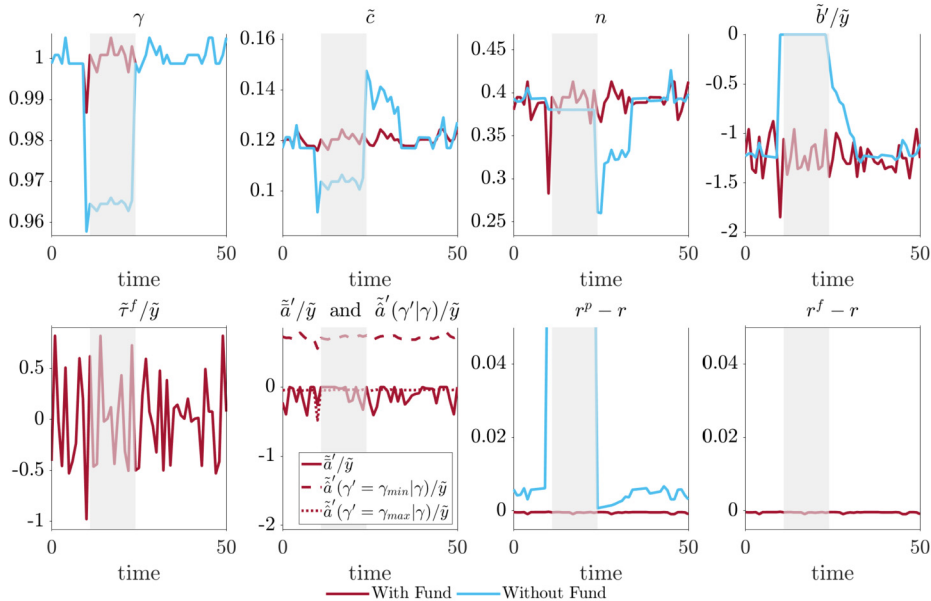 γ
1
0.99
0.98
0.97
0.96
0
50
time
c̃
0.16
0.14
0.12
0.1
0
50
time
n
0.45
0.4
0.35
0.3
0.25
0
50
time
b̃′/ỹ
0
-0.5
-1
-1.5
-2
0
50
time
τ̃ᶠ/ỹ
0.5
0
-0.5
-1
0
50
time
ā̃′/ỹ and ẫ′(γ′|γ)/ỹ
0
-1
-2
ā̃′/ỹ
ẫ′(γ′ = γ_min|γ)/ỹ
ẫ′(γ′ = γ_max|γ)/ỹ
0
50
time
rᵖ − r
0.04
0.02
0
0
50
time
rᶠ − r
0.04
0.02
0
0
50
time
With Fund Without Fund